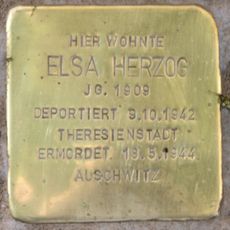 HIER WOHNTE
ELSA HERZOG
JG. 1909
DEPORTIERT 9.10.1942
THERESIENSTADT
ERMORDET 19.5.1944
AUSCHWITZ